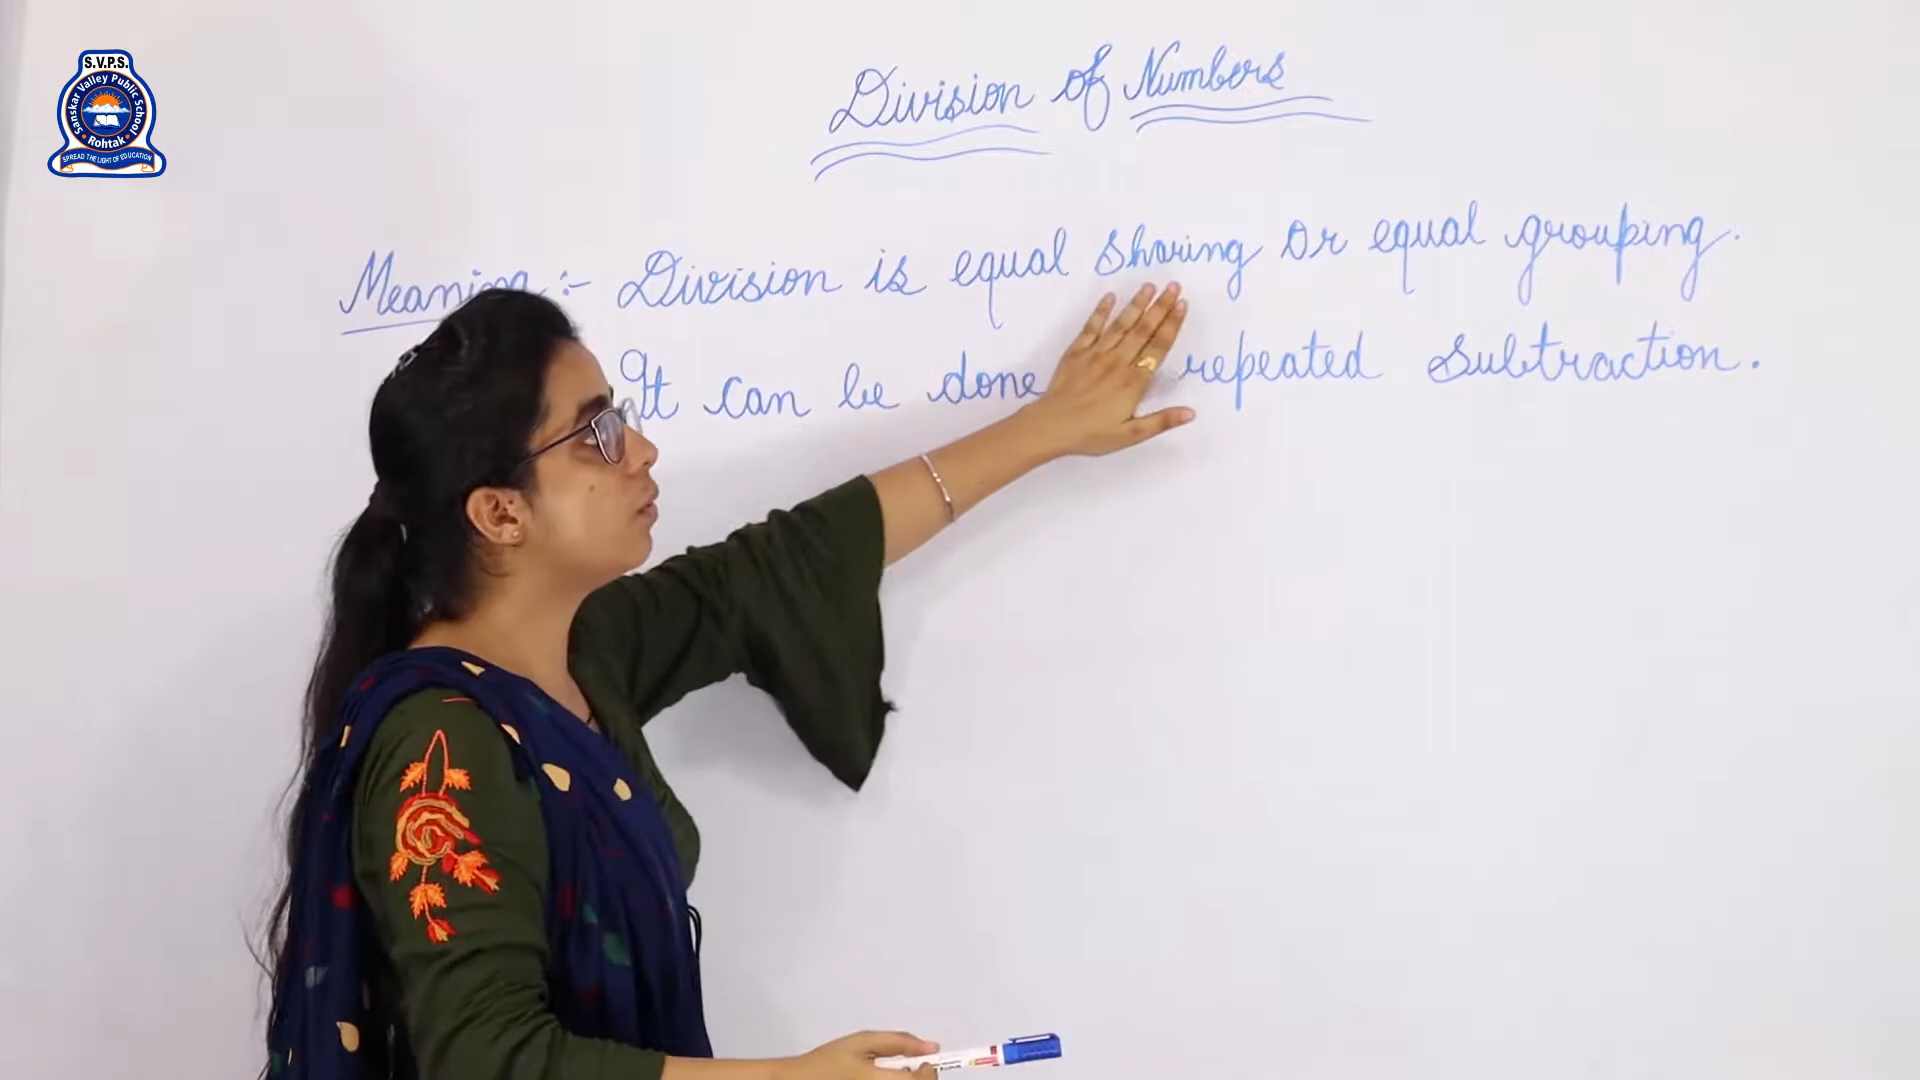 S.V.P.S.
Sanskar Valley Public School
Rohtak
SPREAD THE LIGHT OF EDUCATION
Division of Numbers
Meaning :- Division is equal sharing or equal grouping.
It can be done repeated subtraction.